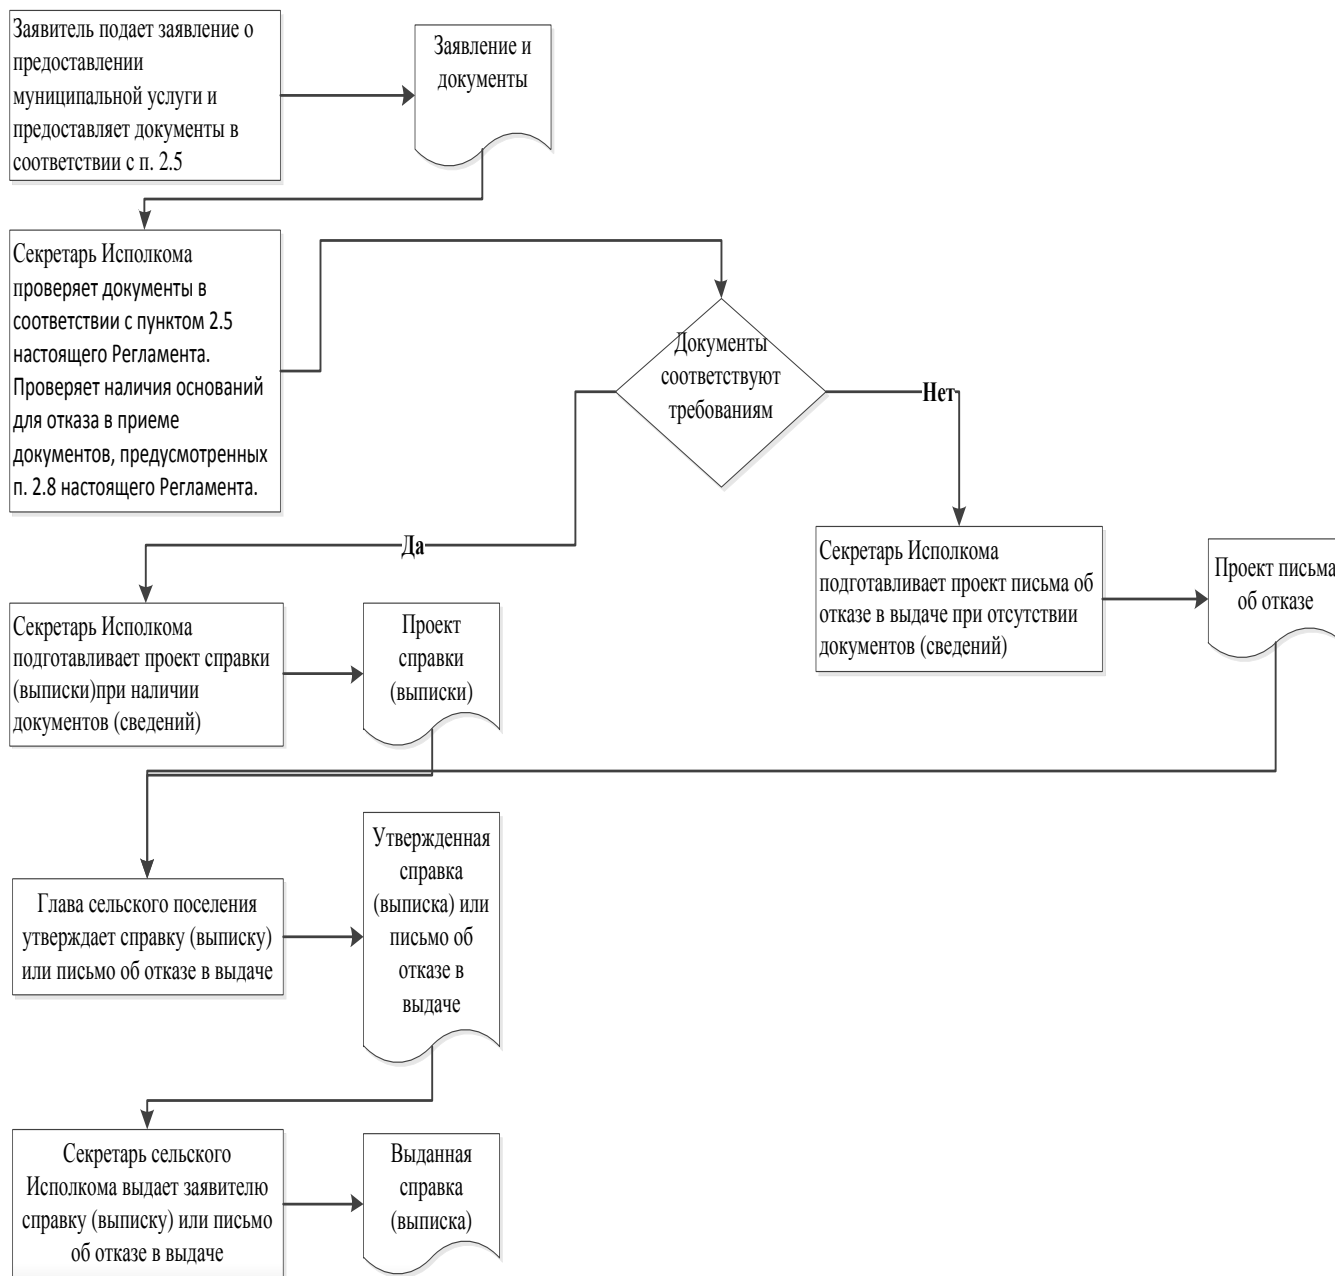 Заявитель подает заявление о
предоставлении
муниципальной услуги и
предоставляет документы в
соответствии с п. 2.5
Заявление и
документы
Секретарь Исполкома
проверяет документы в
соответствии с пунктом 2.5
настоящего Регламента.
Проверяет наличия оснований
для отказа в приеме
документов, предусмотренных
п. 2.8 настоящего Регламента.
Документы
соответствуют
требованиям
Нет
Да
Секретарь Исполкома
подготавливает проект письма об
отказе в выдаче при отсутствии
документов (сведений)
Проект письма
об отказе
Секретарь Исполкома
подготавливает проект справки
(выписки)при наличии
документов (сведений)
Проект
справки
(выписки)
Глава сельского поселения
утверждает справку (выписку)
или письмо об отказе в выдаче
Утвержденная
справка
(выписка) или
письмо об
отказе в
выдаче
Секретарь сельского
Исполкома выдает заявителю
справку (выписку) или письмо
об отказе в выдаче
Выданная
справка
(выписка)